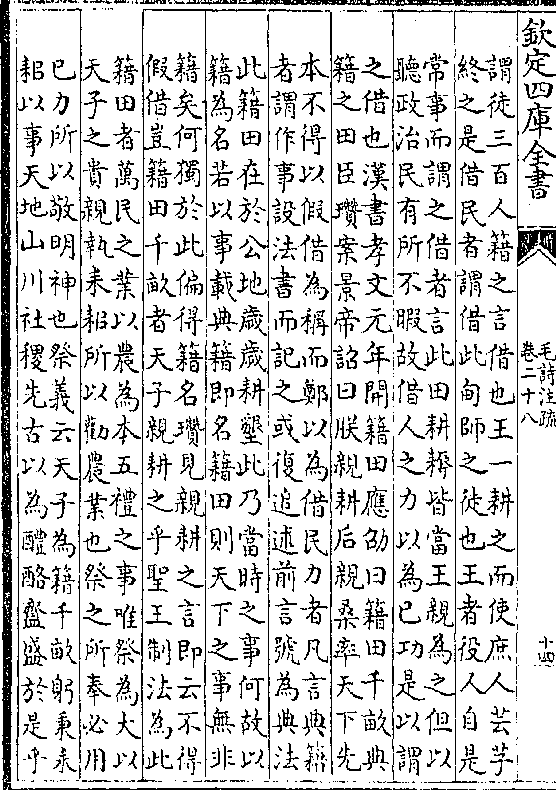 欽定四庫全書
毛詩注疏
卷二十八
十四
謂徒三百人籍之言借也王一耕之而使庶人芸芓
終之是借民者謂借此甸師之徒也王者役人自是
常事而謂之借者言此田耕耨皆當王親為之但以
聽政治民有所不暇故借人之力以為已功是以謂
之借也漢書孝文元年開籍田應劭曰籍田千畝典
籍之田臣瓚案景帝詔曰朕親耕后親桑率天下先
本不得以假借為稱而鄭以為借民力者凡言典籍
者謂作事設法書而記之或復追述前言號為典法
此籍田在於公地歳歳耕墾此乃當時之事何故以
籍為名若以事載典籍即名籍田則天下之事無非
籍矣何獨於此偏得籍名瓚見親耕之言即云不得
假借豈籍田千畝者天子親耕之乎聖王制法為此
籍田者萬民之業以農為本五禮之事唯祭為大以
天子之貴親執耒耜所以勸農業也祭之所奉必用
已力所以敬明神也祭義云天子為籍千畝躬秉耒
耜以事天地山川社稷先古以為醴酪齍盛於是乎